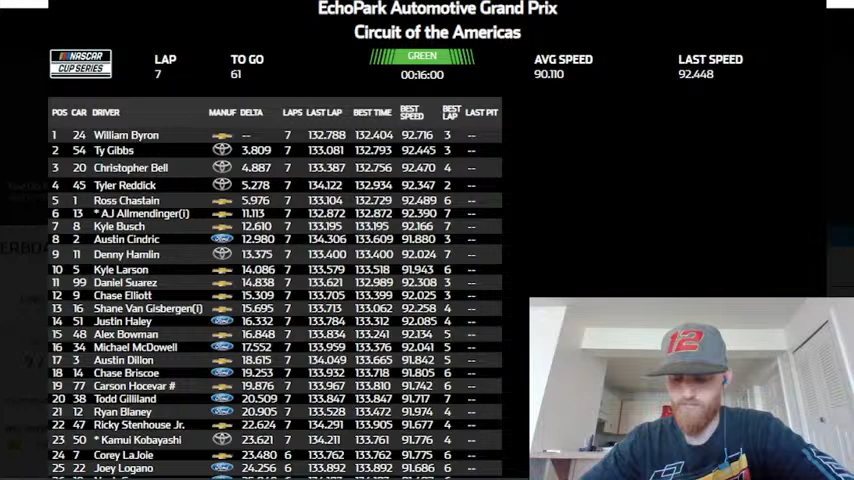 EchoPark Automotive Grand Prix
Circuit of the Americas
NASCAR CUP SERIES LAP TO GO GREEN AVG SPEED LAST SPEED
7 61 00:16:00 90.110 92.448
POS CAR DRIVER MANUF DELTA LAPS LAST LAP BEST TIME BEST SPEED BEST LAP LAST PIT
1 24 William Byron -- 7 132.788 132.404 92.716 3 --
2 54 Ty Gibbs 3.809 7 133.081 132.793 92.445 3 --
3 20 Christopher Bell 4.887 7 133.387 132.756 92.470 4 --
4 45 Tyler Reddick 5.278 7 134.122 132.934 92.347 2 --
5 1 Ross Chastain 5.976 7 133.104 132.729 92.489 6 --
6 13 * AJ Allmendinger(i) 11.113 7 132.872 132.872 92.390 7 --
7 8 Kyle Busch 12.610 7 133.195 133.195 92.166 7 --
8 2 Austin Cindric 12.980 7 134.306 133.609 91.880 3 --
9 11 Denny Hamlin 13.375 7 133.400 133.400 92.024 7 --
10 5 Kyle Larson 14.086 7 133.579 133.518 91.943 6 --
11 99 Daniel Suarez 14.838 7 133.621 132.989 92.308 3 --
12 9 Chase Elliott 15.309 7 133.705 133.399 92.025 3 --
13 16 Shane Van Gisbergen(i) 15.695 7 133.713 133.062 92.258 4 --
14 51 Justin Haley 16.332 7 133.784 133.312 92.085 4 --
15 48 Alex Bowman 16.848 7 133.834 133.241 92.134 5 --
16 34 Michael McDowell 17.552 7 133.959 133.376 92.041 5 --
17 3 Austin Dillon 18.615 7 134.049 133.665 91.842 5 --
18 14 Chase Briscoe 19.253 7 133.932 133.718 91.805 6 --
19 77 Carson Hocevar # 19.876 7 133.967 133.810 91.742 6 --
20 38 Todd Gilliland 20.509 7 133.847 133.847 91.717 7 --
21 12 Ryan Blaney 20.905 7 133.528 133.472 91.974 4 --
22 47 Ricky Stenhouse Jr. 22.624 7 134.291 133.905 91.677 4 --
23 50 * Kamui Kobayashi 23.621 7 134.211 133.761 91.776 4 --
24 7 Corey LaJoie 23.480 6 133.762 133.762 91.775 6 --
25 22 Joey Logano 24.256 6 133.892 133.892 91.686 6 --
12